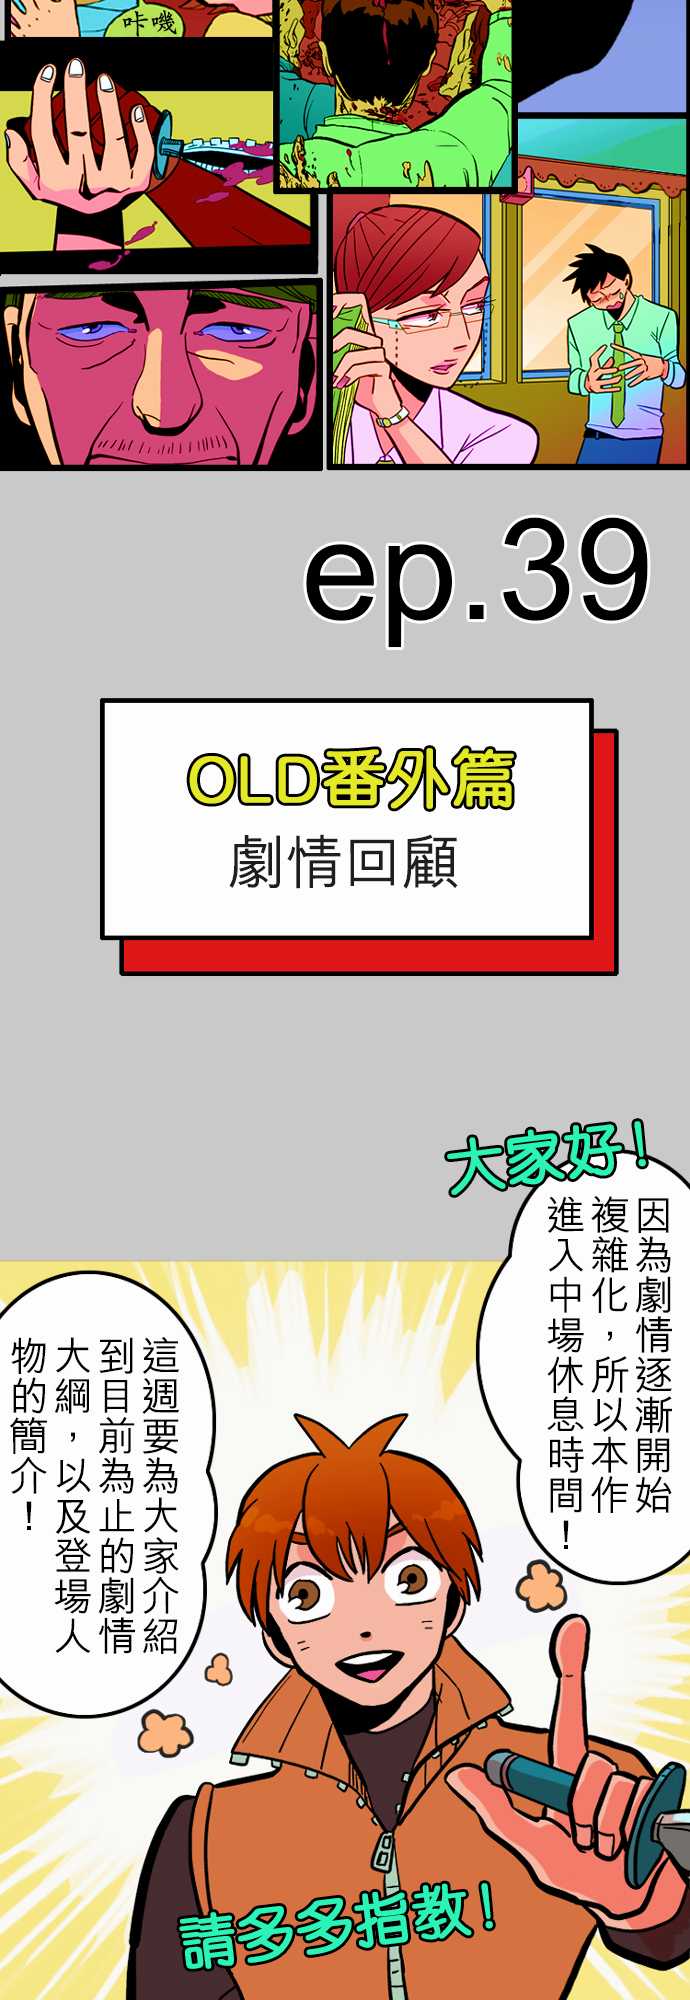 咔嘰
ep.39
OLD番外篇
劇情回顧
大家好！
因為劇情逐漸開始
複雜化，所以本作
進入中場休息時間！
這週要為大家介紹
到目前為止的劇情
大綱，以及登場人
物的簡介！
請多多指教！